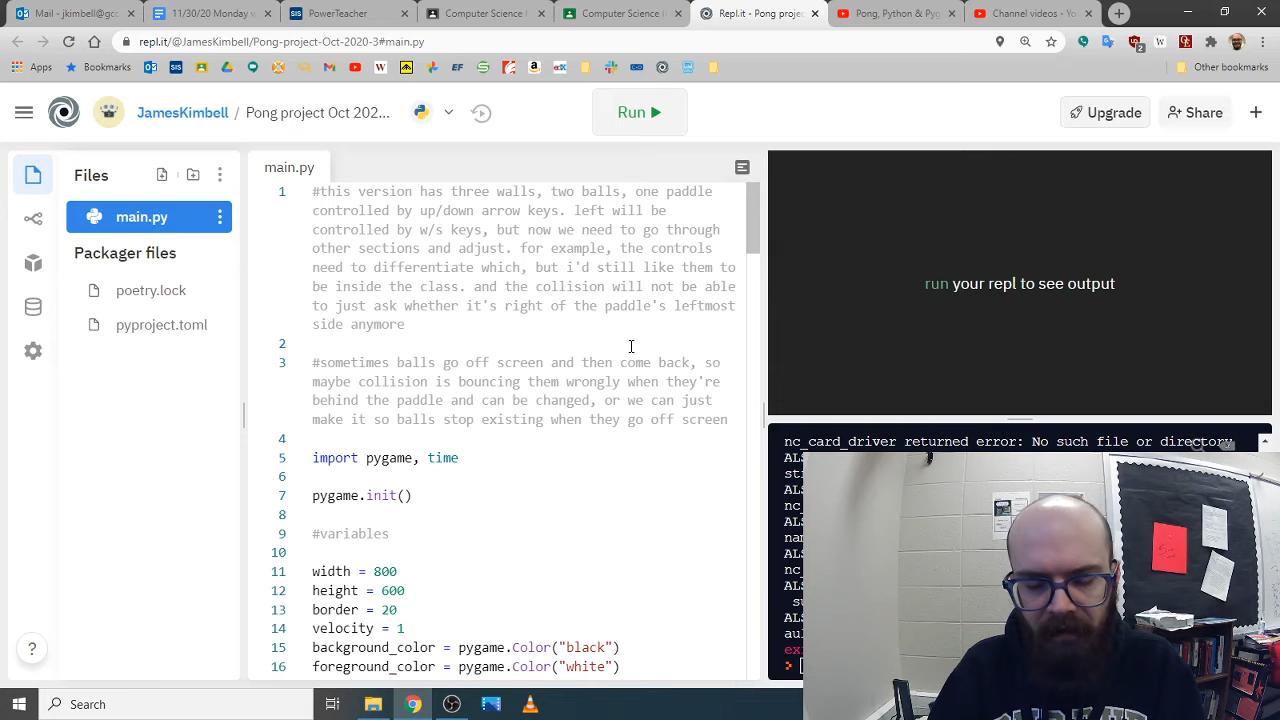 11/30/20 Monday w
PowerTeacher
Computer Science
Computer Science
Repl.it - Pong proje
Pong, Python & Pyg
Channel videos - Yo
repl.it/@JamesKimbell/Pong-project-Oct-2020-3#main.py
Apps
Bookmarks
Other bookmarks
JamesKimbell / Pong project Oct 202...
Run
Upgrade
Share
Files
main.py
main.py
Packager files
poetry.lock
pyproject.toml
1 #this version has three walls, two balls, one paddle
controlled by up/down arrow keys. left will be
controlled by w/s keys, but now we need to go through
other sections and adjust. for example, the controls
need to differentiate which, but i'd still like them to
be inside the class. and the collision will not be able
to just ask whether it's right of the paddle's leftmost
side anymore
2
3 #sometimes balls go off screen and then come back, so
maybe collision is bouncing them wrongly when they're
behind the paddle and can be changed, or we can just
make it so balls stop existing when they go off screen
4
5 import pygame, time
6
7 pygame.init()
8
9 #variables
10
11 width = 800
12 height = 600
13 border = 20
14 velocity = 1
15 background_color = pygame.Color("black")
16 foreground_color = pygame.Color("white")
run your repl to see output
nc_card_driver returned error: No such file or directory
?
Search